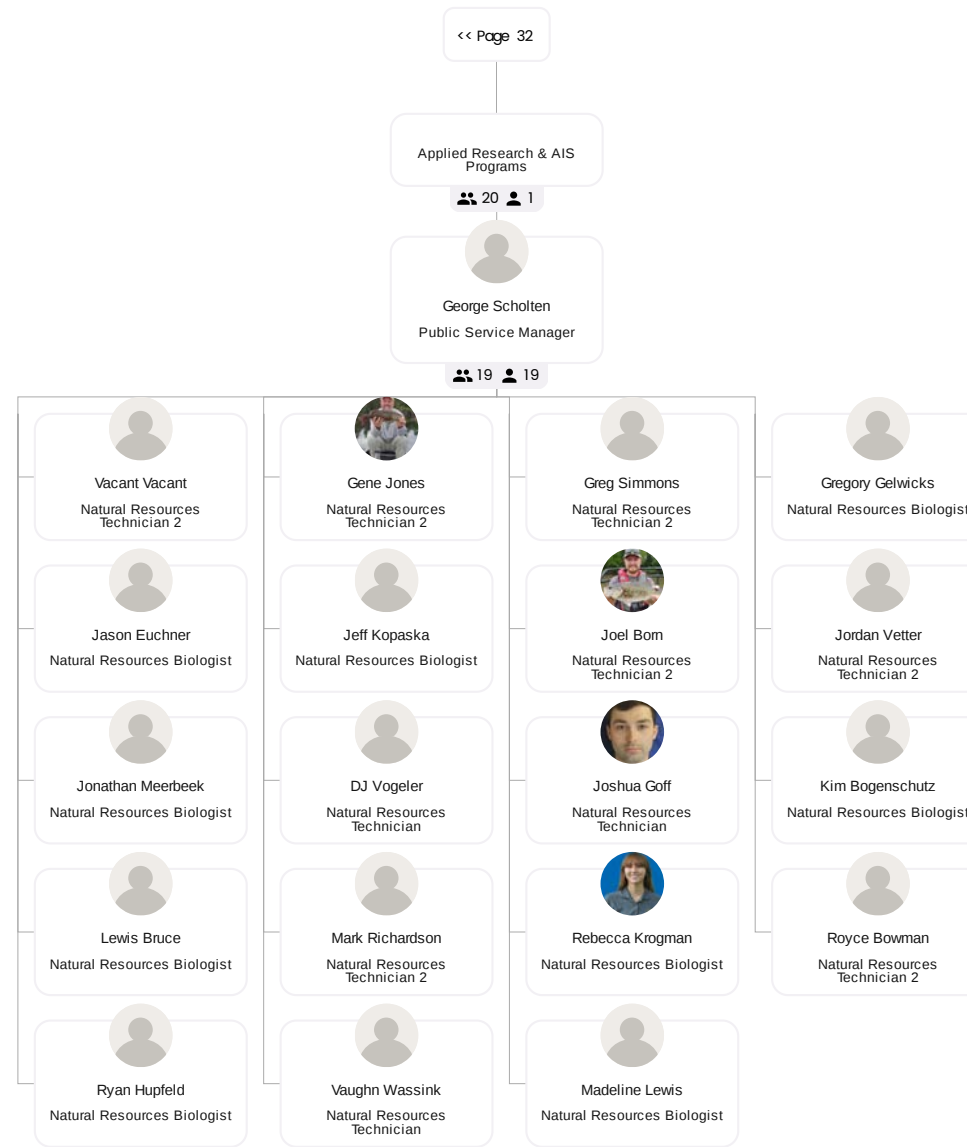 << Page 32
Applied Research & AIS
Programs
20 1
George Scholten
Public Service Manager
19 19
Vacant Vacant
Natural Resources
Technician 2
Gene Jones
Natural Resources
Technician 2
Greg Simmons
Natural Resources
Technician 2
Gregory Gelwicks
Natural Resources Biologist
Jason Euchner
Natural Resources Biologist
Jeff Kopaska
Natural Resources Biologist
Joel Born
Natural Resources
Technician 2
Jordan Vetter
Natural Resources
Technician 2
Jonathan Meerbeek
Natural Resources Biologist
DJ Vogeler
Natural Resources
Technician
Joshua Goff
Natural Resources
Technician
Kim Bogenschutz
Natural Resources Biologist
Lewis Bruce
Natural Resources Biologist
Mark Richardson
Natural Resources
Technician 2
Rebecca Krogman
Natural Resources Biologist
Royce Bowman
Natural Resources
Technician 2
Ryan Hupfeld
Natural Resources Biologist
Vaughn Wassink
Natural Resources
Technician
Madeline Lewis
Natural Resources Biologist